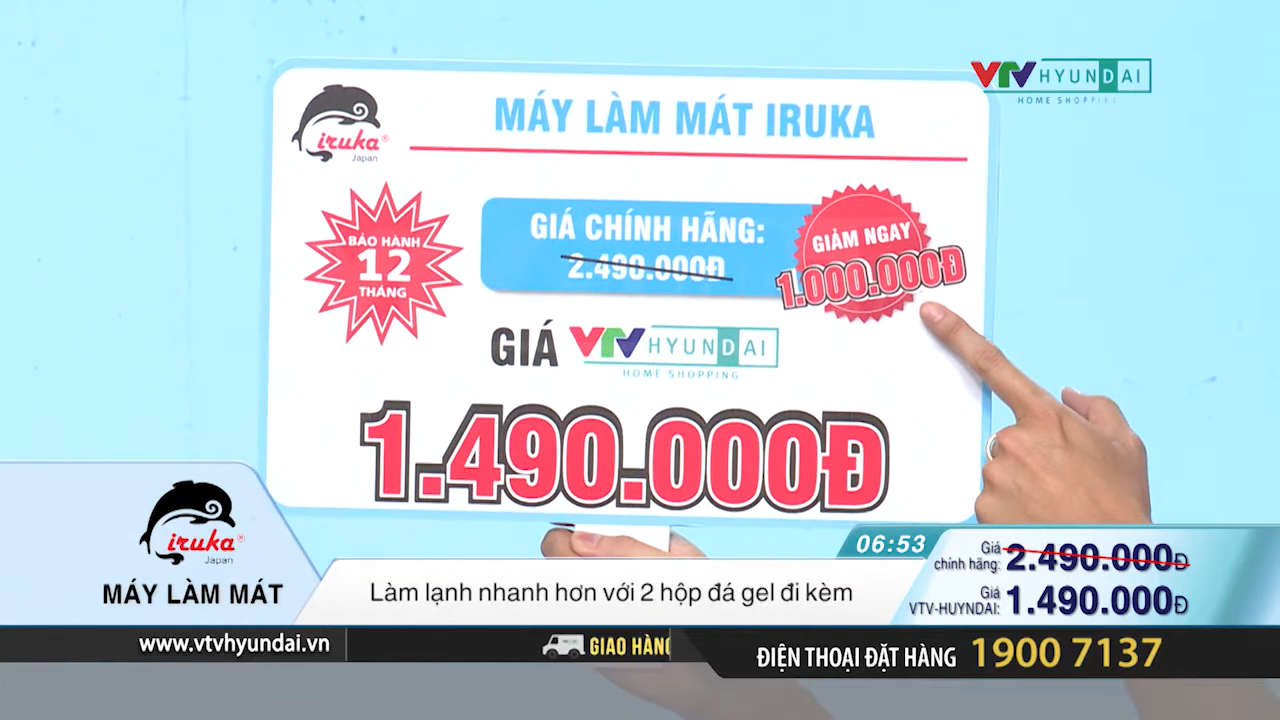 VTV HYUNDAI
HOME SHOPPING
iruka®
Japan
MÁY LÀM MÁT IRUKA
BẢO HÀNH
12
THÁNG
GIÁ CHÍNH HÃNG:
2.490.000Đ
GIẢM NGAY
1.000.000Đ
GIÁ VTV HYUNDAI
HOME SHOPPING
1.490.000Đ
iruka®
Japan
MÁY LÀM MÁT
Làm lạnh nhanh hơn với 2 hộp đá gel đi kèm
06:53
Giá
chính hãng: 2.490.000Đ
Giá
VTV-HUYNDAI: 1.490.000Đ
www.vtvhyundai.vn
GIAO HÀNG
ĐIỆN THOẠI ĐẶT HÀNG 1900 7137